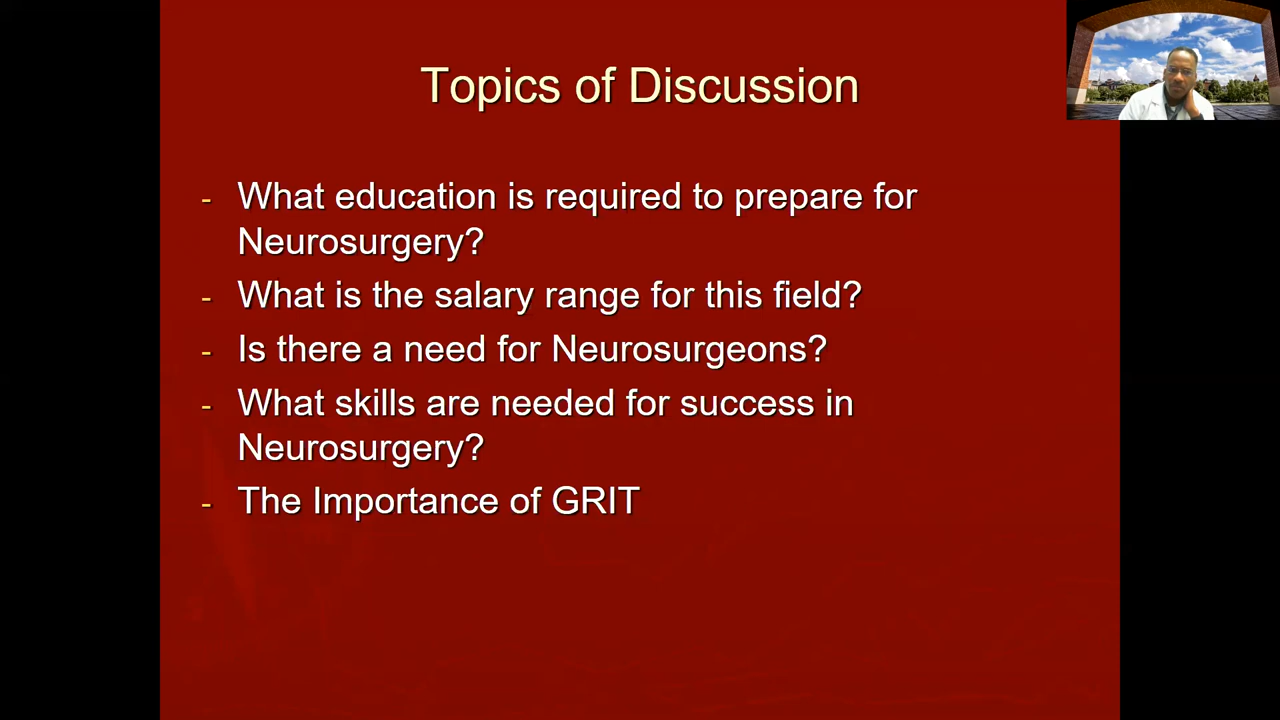 Topics of Discussion
- What education is required to prepare for
Neurosurgery?
- What is the salary range for this field?
- Is there a need for Neurosurgeons?
- What skills are needed for success in
Neurosurgery?
- The Importance of GRIT